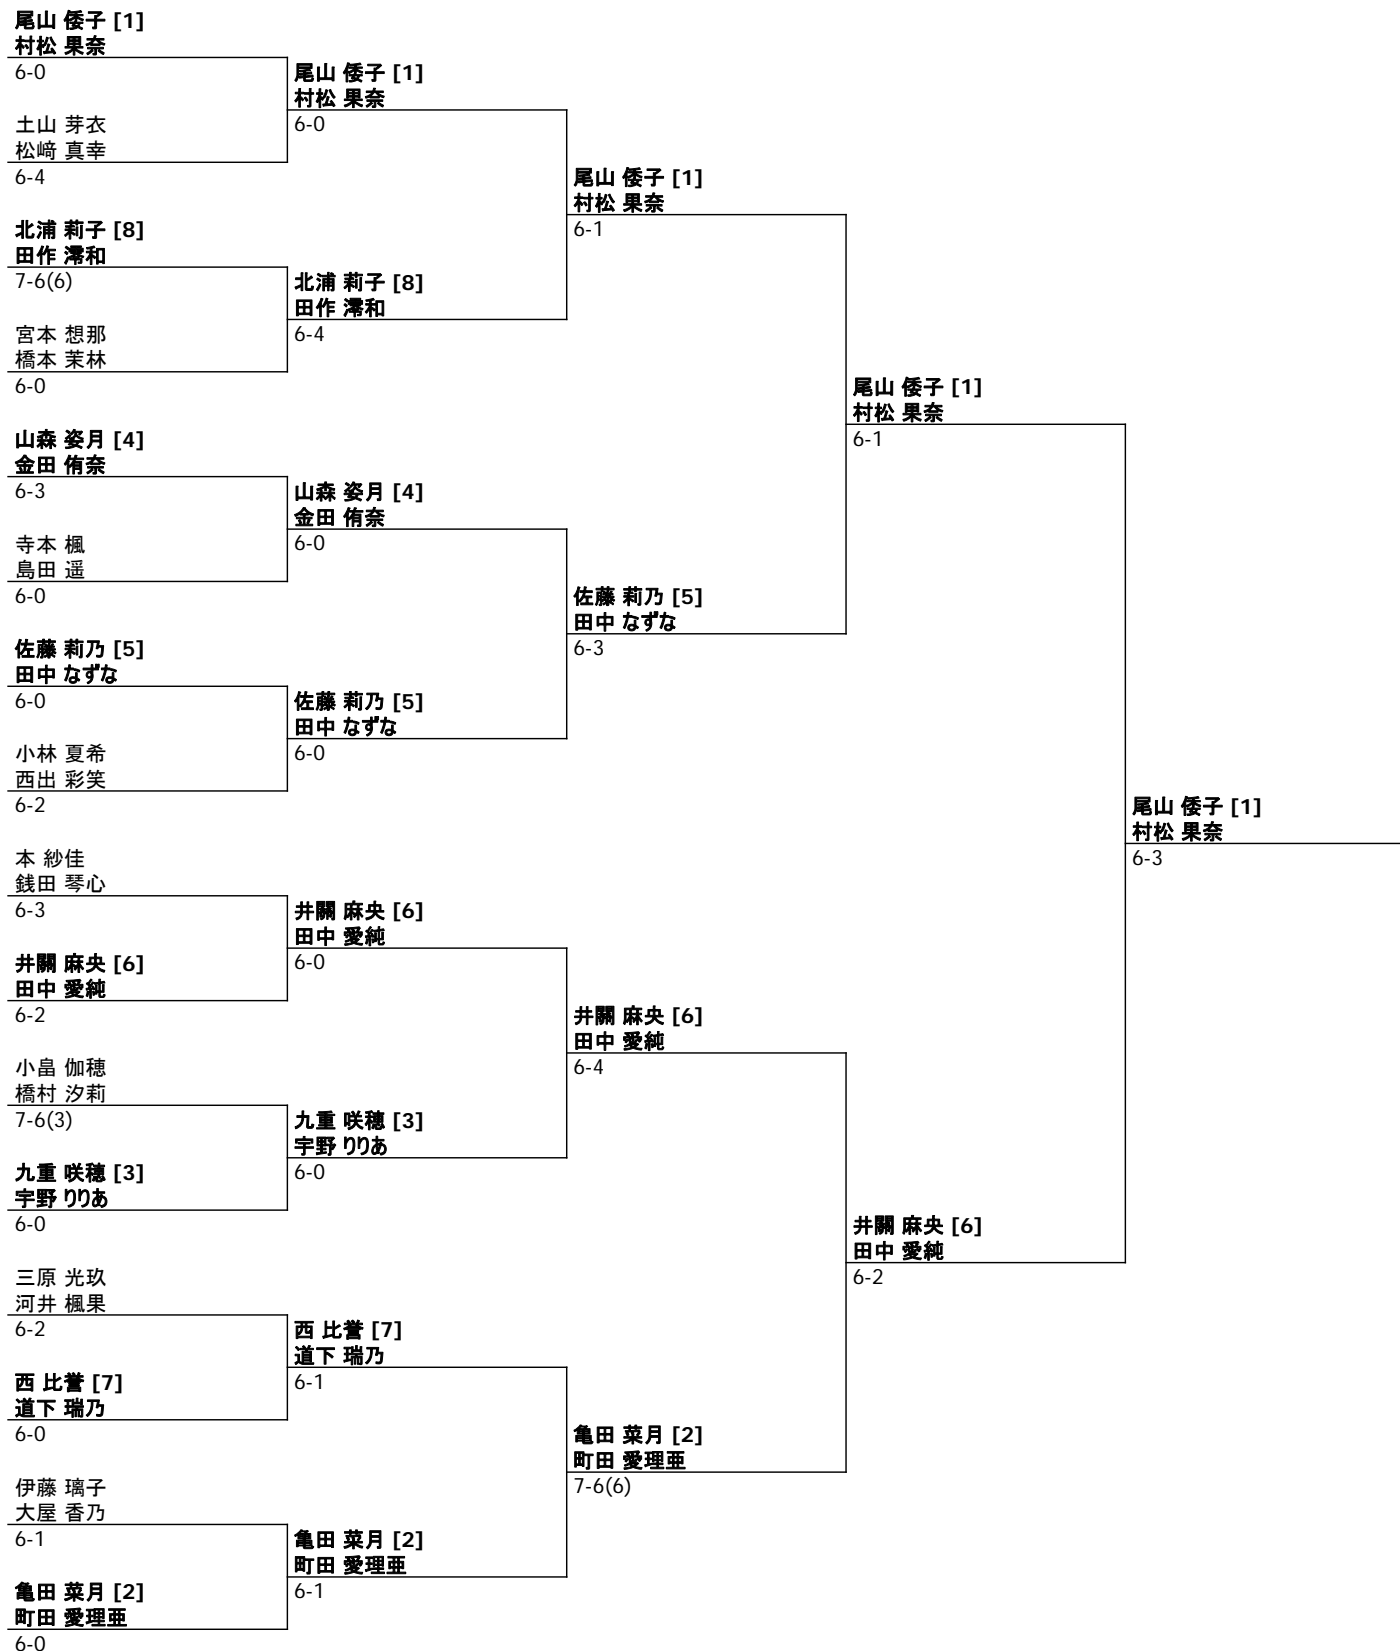 尾山 倭子 [1]
村松 果奈
6-0
土山 芽衣
松﨑 真幸
6-4
北浦 莉子 [8]
田作 澪和
7-6(6)
宮本 想那
橋本 茉林
6-0
山森 姿月 [4]
金田 侑奈
6-3
寺本 楓
島田 遥
6-0
佐藤 莉乃 [5]
田中 なずな
6-0
小林 夏希
西出 彩笑
6-2
本 紗佳
銭田 琴心
6-3
井關 麻央 [6]
田中 愛純
6-2
小畠 伽穂
橋村 汐莉
7-6(3)
九重 咲穂 [3]
宇野 りりあ
6-0
三原 光玖
河井 楓果
6-2
西 比誉 [7]
道下 瑞乃
6-0
伊藤 璃子
大屋 香乃
6-1
亀田 菜月 [2]
町田 愛理亜
6-0
尾山 倭子 [1]
村松 果奈
6-0
北浦 莉子 [8]
田作 澪和
6-4
山森 姿月 [4]
金田 侑奈
6-0
佐藤 莉乃 [5]
田中 なずな
6-0
井關 麻央 [6]
田中 愛純
6-0
九重 咲穂 [3]
宇野 りりあ
6-0
西 比誉 [7]
道下 瑞乃
6-1
亀田 菜月 [2]
町田 愛理亜
6-1
尾山 倭子 [1]
村松 果奈
6-1
佐藤 莉乃 [5]
田中 なずな
6-3
井關 麻央 [6]
田中 愛純
6-4
亀田 菜月 [2]
町田 愛理亜
7-6(6)
尾山 倭子 [1]
村松 果奈
6-1
井關 麻央 [6]
田中 愛純
6-2
尾山 倭子 [1]
村松 果奈
6-3